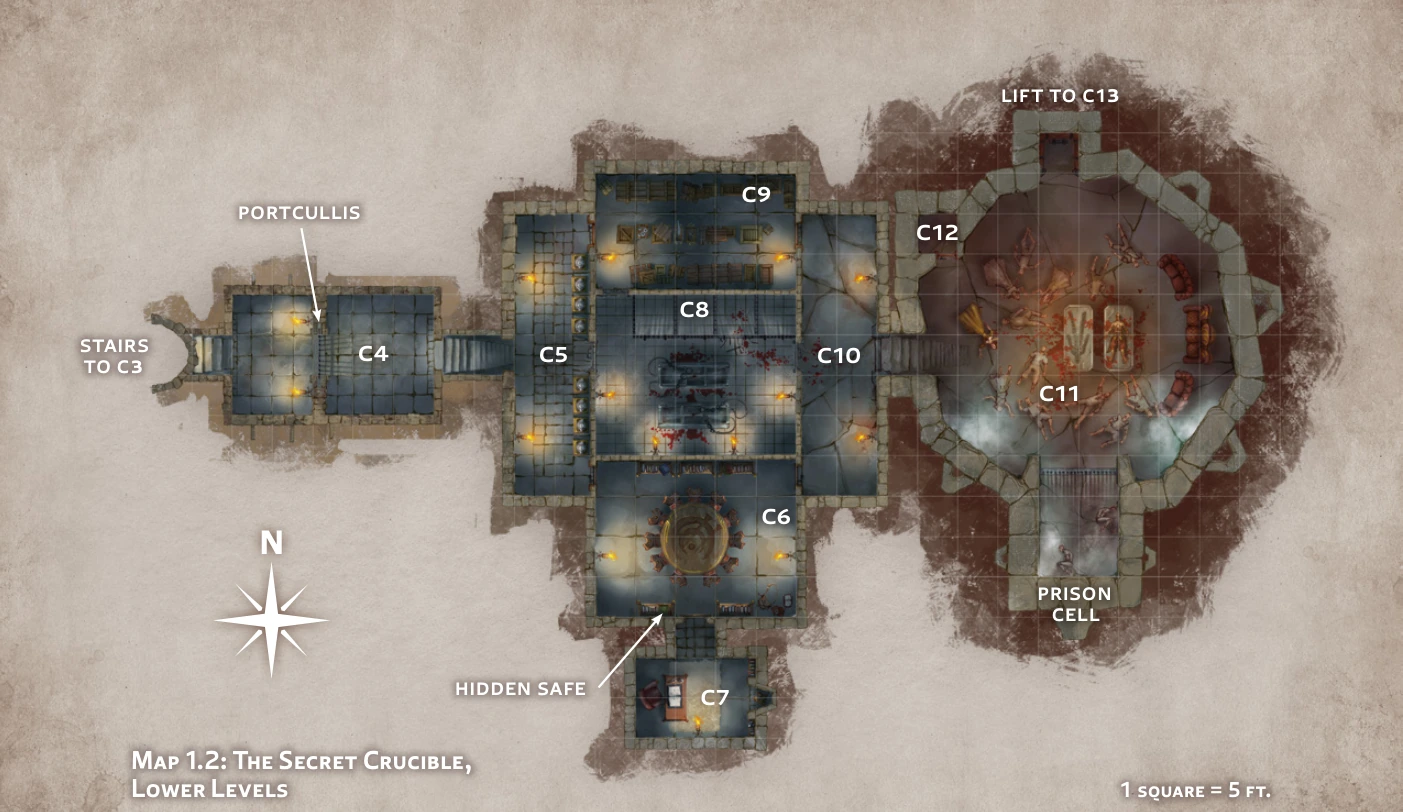 LIFT TO C13
C9
PORTCULLIS
C12
C8
STAIRS
TO C3
C4
C5
C10
C11
C6
N
PRISON
CELL
HIDDEN SAFE
C7
Map 1.2: The Secret Crucible,
Lower Levels
1 square = 5 ft.